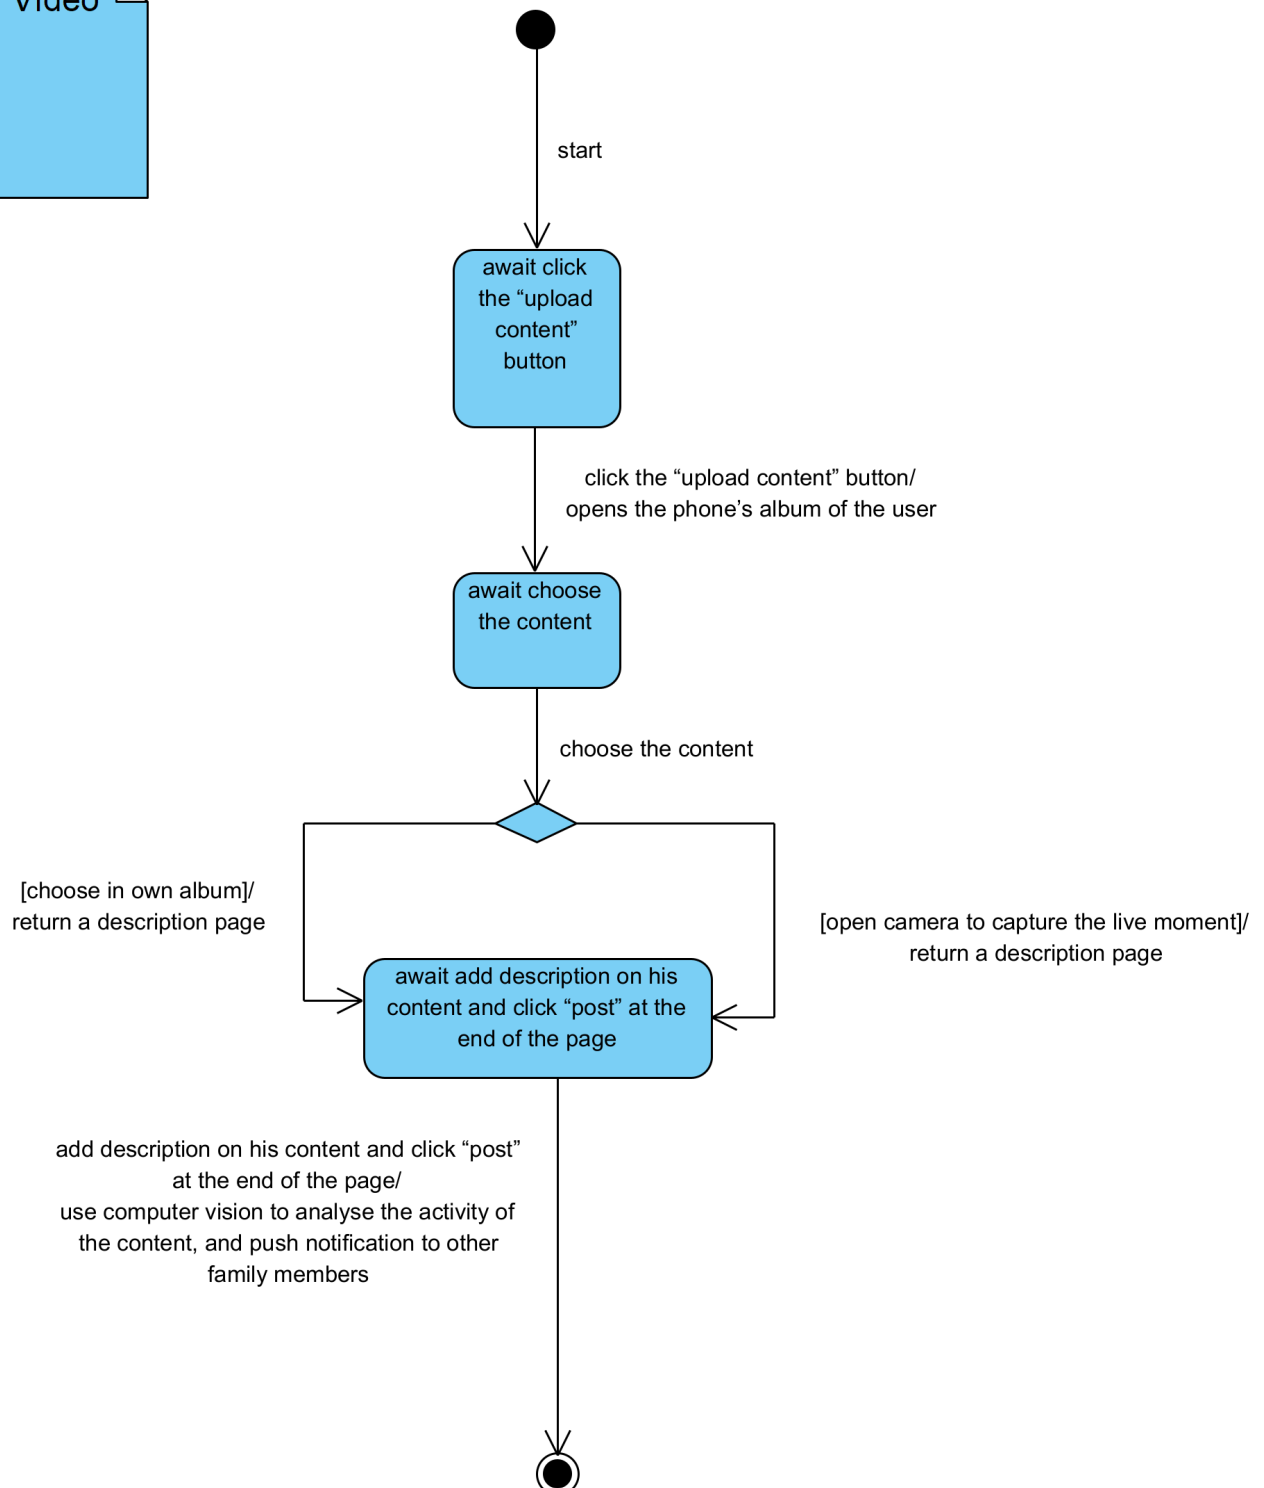 Video
start
await click
the “upload
content”
button
click the “upload content” button/
opens the phone’s album of the user
await choose
the content
choose the content
[choose in own album]/
return a description page
[open camera to capture the live moment]/
return a description page
await add description on his
content and click “post” at the
end of the page
add description on his content and click “post”
at the end of the page/
use computer vision to analyse the activity of
the content, and push notification to other
family members